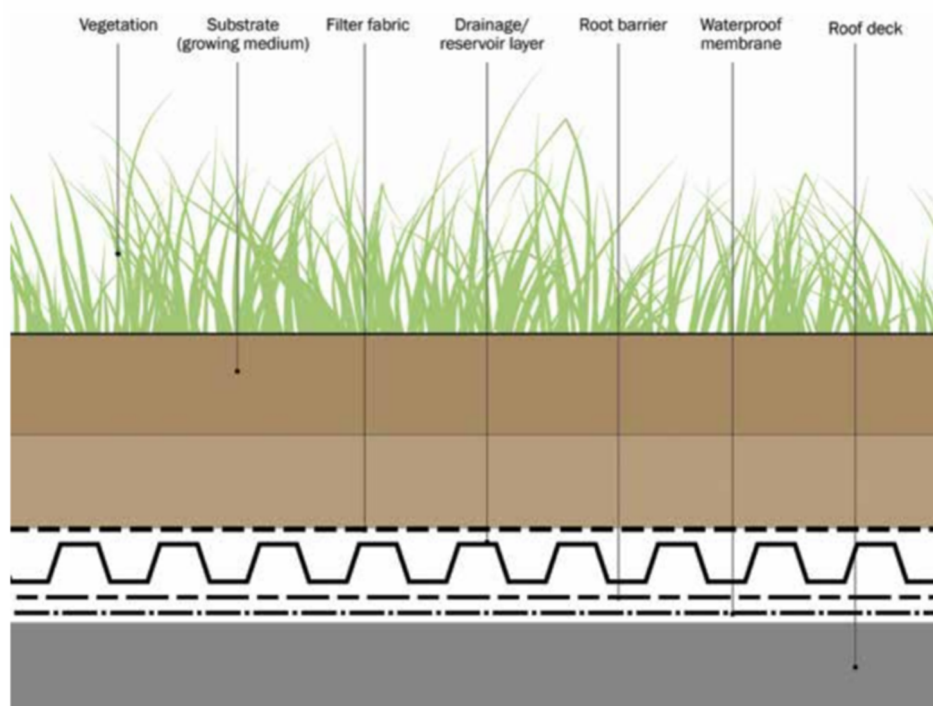 Vegetation
Substrate
(growing medium)
Filter fabric
Drainage/
reservoir layer
Root barrier
Waterproof
membrane
Roof deck